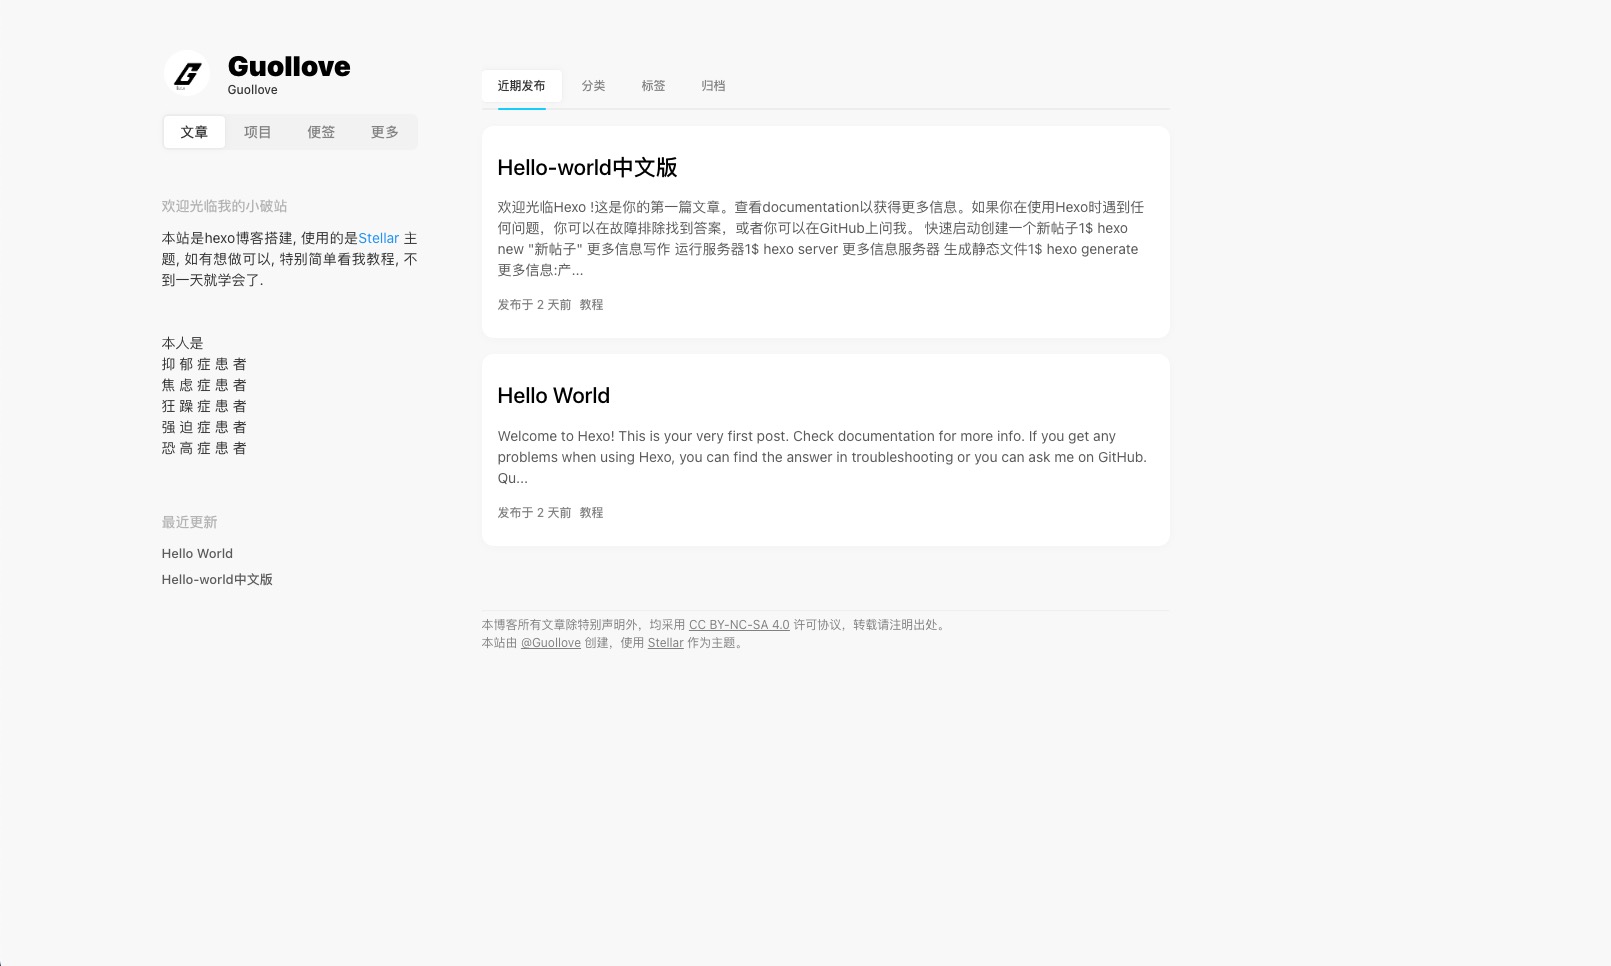 Guollove
Guollove
文章 项目 便签 更多
欢迎光临我的小破站
本站是hexo博客搭建, 使用的是Stellar 主
题, 如有想做可以, 特别简单看我教程, 不
到一天就学会了.
本人是
抑 郁 症 患 者
焦 虑 症 患 者
狂 躁 症 患 者
强 迫 症 患 者
恐 高 症 患 者
最近更新
Hello World
Hello-world中文版
近期发布 分类 标签 归档
Hello-world中文版
欢迎光临Hexo !这是你的第一篇文章。查看documentation以获得更多信息。如果你在使用Hexo时遇到任
何问题，你可以在故障排除找到答案，或者你可以在GitHub上问我。 快速启动创建一个新帖子1$ hexo
new "新帖子" 更多信息写作 运行服务器1$ hexo server 更多信息服务器 生成静态文件1$ hexo generate
更多信息:产...
发布于 2 天前 教程
Hello World
Welcome to Hexo! This is your very first post. Check documentation for more info. If you get any
problems when using Hexo, you can find the answer in troubleshooting or you can ask me on GitHub.
Qu...
发布于 2 天前 教程
本博客所有文章除特别声明外，均采用 CC BY-NC-SA 4.0 许可协议，转载请注明出处。
本站由 @Guollove 创建，使用 Stellar 作为主题。